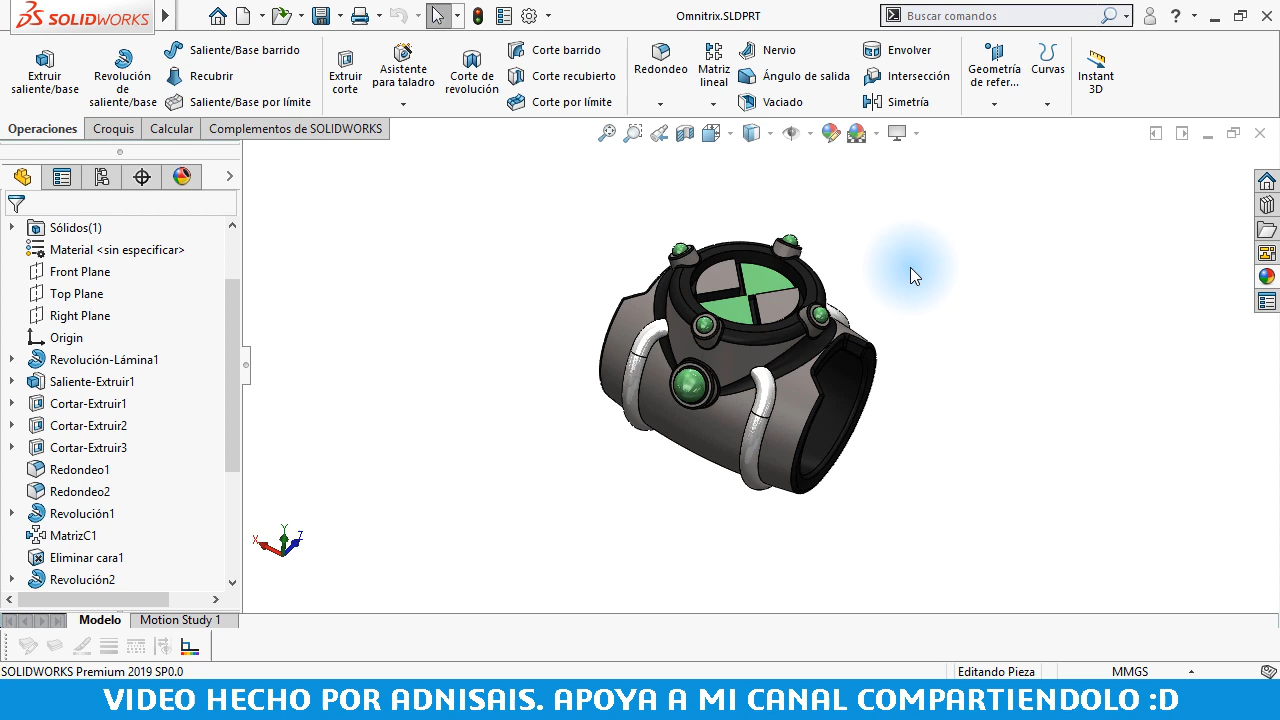 SOLIDWORKS
Omnitrix.SLDPRT
Buscar comandos
Extruir saliente/base
Revolución de saliente/base
Saliente/Base barrido
Recubrir
Saliente/Base por límite
Extruir corte
Asistente para taladro
Corte de revolución
Corte barrido
Corte recubierto
Corte por límite
Redondeo
Matriz lineal
Nervio
Ángulo de salida
Vaciado
Envolver
Intersección
Simetría
Geometría de refer...
Curvas
Instant 3D
Operaciones
Croquis
Calcular
Complementos de SOLIDWORKS
Sólidos(1)
Material <sin especificar>
Front Plane
Top Plane
Right Plane
Origin
Revolución-Lámina1
Saliente-Extruir1
Cortar-Extruir1
Cortar-Extruir2
Cortar-Extruir3
Redondeo1
Redondeo2
Revolución1
MatrizC1
Eliminar cara1
Revolución2
X Y Z
Modelo
Motion Study 1
SOLIDWORKS Premium 2019 SP0.0
Editando Pieza
MMGS
VIDEO HECHO POR ADNISAIS. APOYA A MI CANAL COMPARTIENDOLO :D